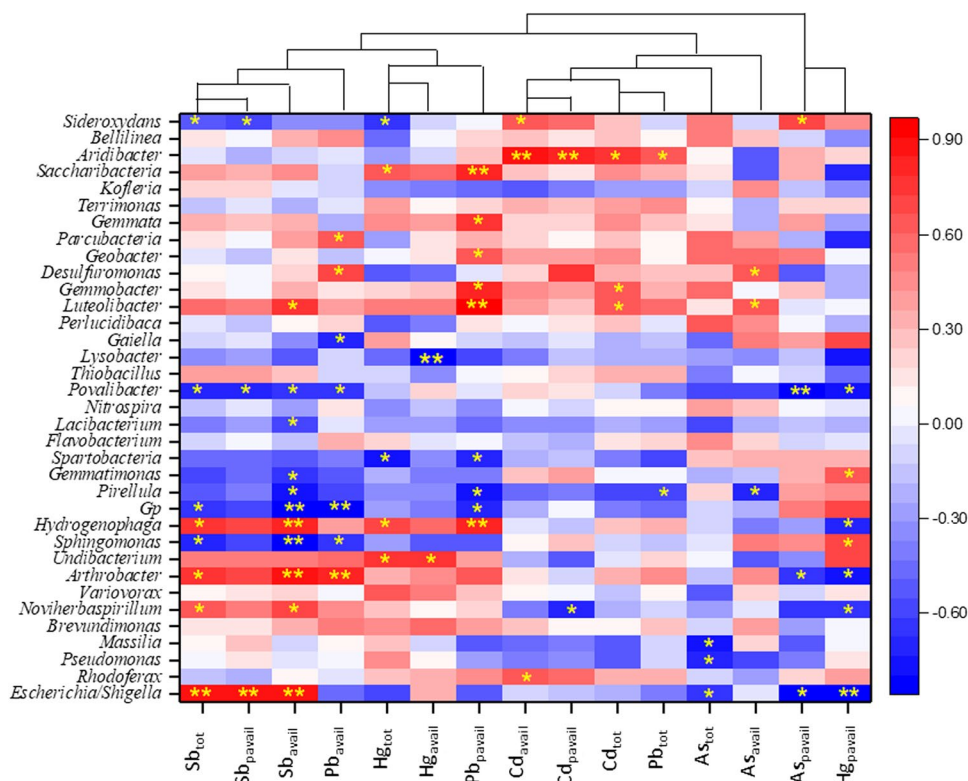 Sideroxydans * * * * *
Bellilinea
Aridibacter ** ** * *
Saccharibacteria * **
Kofleria
Terrimonas
Gemmata *
Parcubacteria *
Geobacter *
Desulfuromonas * *
Gemmobacter * *
Luteolibacter * ** * *
Perlucidibaca
Gaiella *
Lysobacter **
Thiobacillus
Povalibacter * * * * ** *
Nitrospira
Lacibacterium *
Flavobacterium
Spartobacteria * *
Gemmatimonas * *
Pirellula * * * *
Gp * ** ** *
Hydrogenophaga * ** * ** *
Sphingomonas * ** * *
Undibacterium * *
Arthrobacter * ** ** * *
Variovorax
Noviherbaspirillum * * * *
Brevundimonas
Massilia *
Pseudomonas *
Rhodoferax *
Escherichia/Shigella ** ** ** * * **
Sbtot
Sbpavail
Sbavail
Pbavail
Hgtot
Hgavail
Pbpavail
Cdavail
Cdpavail
Cdtot
Pbtot
Astot
Asavail
Aspavail
Hgpavail
0.90
0.60
0.30
0.00
-0.30
-0.60